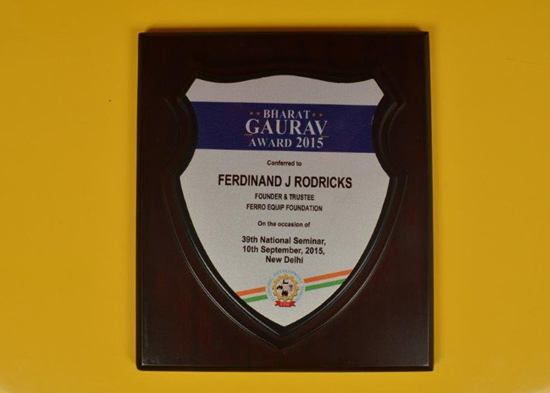 BHARAT
GAURAV
AWARD 2015
Conferred to
FERDINAND J RODRICKS
FOUNDER & TRUSTEE
FERRO EQUIP FOUNDATION
On the occasion of
39th National Seminar,
10th September, 2015,
New Delhi